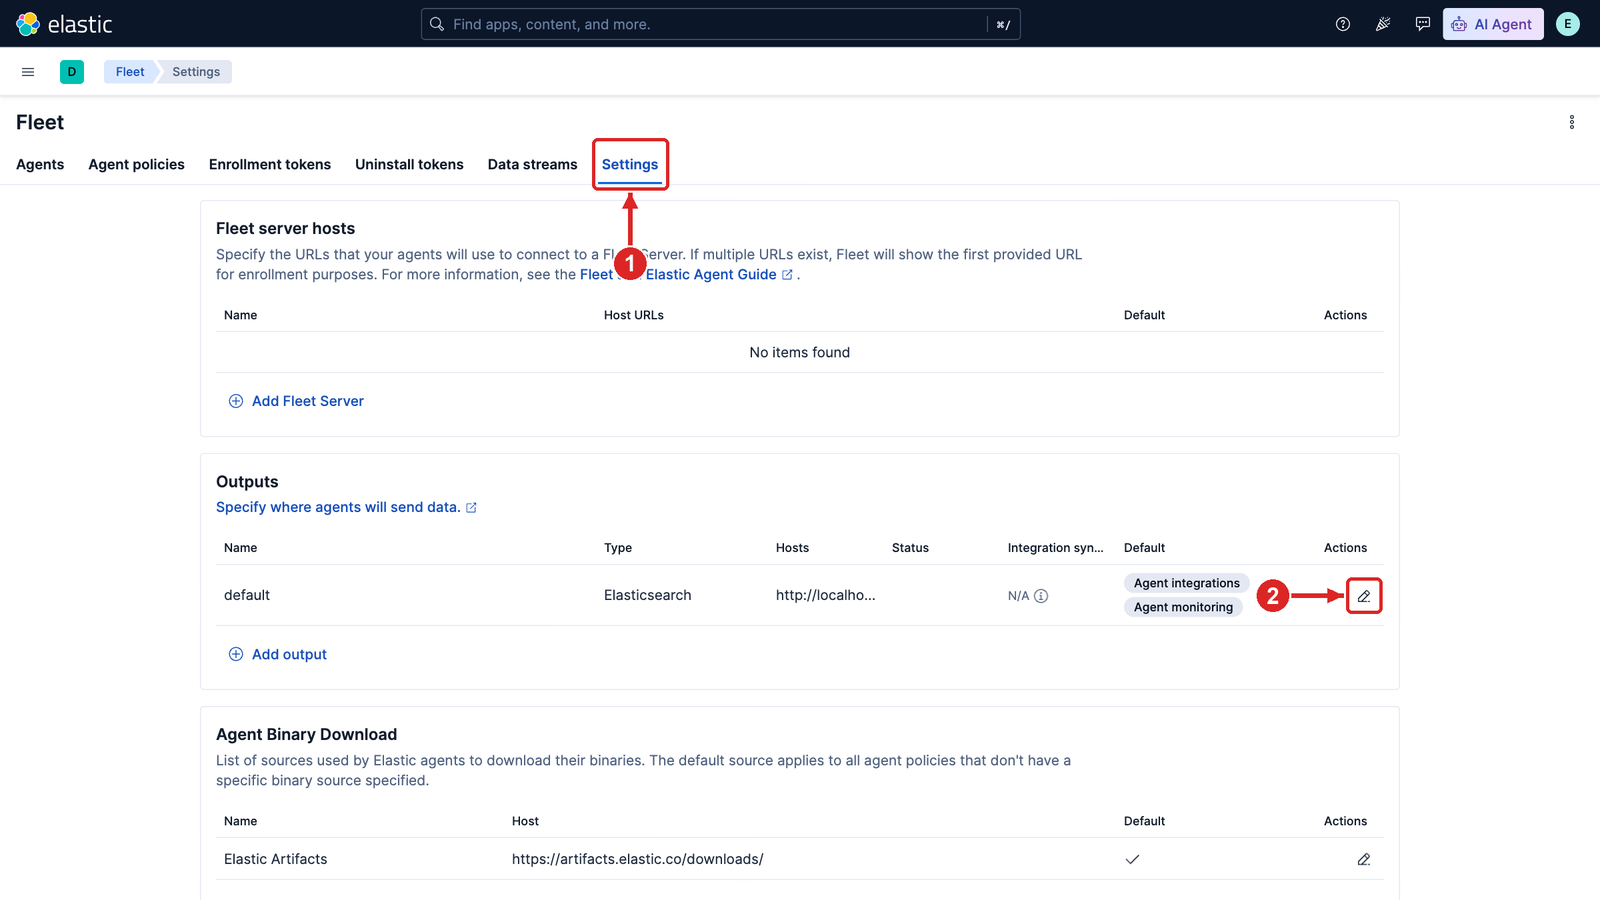 elastic
Find apps, content, and more.
⌘/
AI Agent
E
D
Fleet
Settings
Fleet
Agents
Agent policies
Enrollment tokens
Uninstall tokens
Data streams
Settings
1
Fleet server hosts
Specify the URLs that your agents will use to connect to a Fl Server. If multiple URLs exist, Fleet will show the first provided URL
for enrollment purposes. For more information, see the Fleet Elastic Agent Guide .
Name Host URLs Default Actions
No items found
Add Fleet Server
Outputs
Specify where agents will send data.
Name Type Hosts Status Integration syn... Default Actions
default Elasticsearch http://localho... N/A
Agent integrations
Agent monitoring
2
Add output
Agent Binary Download
List of sources used by Elastic agents to download their binaries. The default source applies to all agent policies that don't have a
specific binary source specified.
Name Host Default Actions
Elastic Artifacts https://artifacts.elastic.co/downloads/